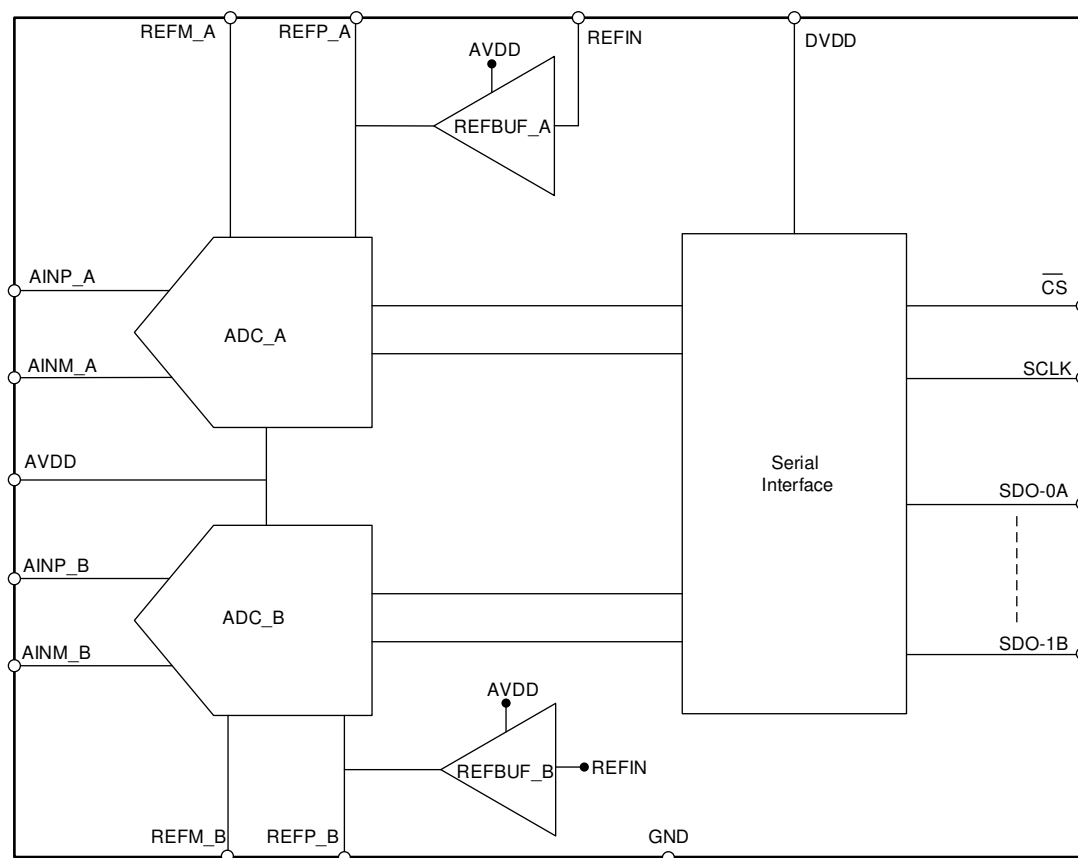 REFM_A
REFP_A
REFIN
DVDD
AVDD
REFBUF_A
AINP_A
ADC_A
AINM_A
CS
SCLK
AVDD
Serial
Interface
SDO-0A
AINP_B
ADC_B
AINM_B
SDO-1B
AVDD
REFBUF_B
REFIN
REFM_B
REFP_B
GND